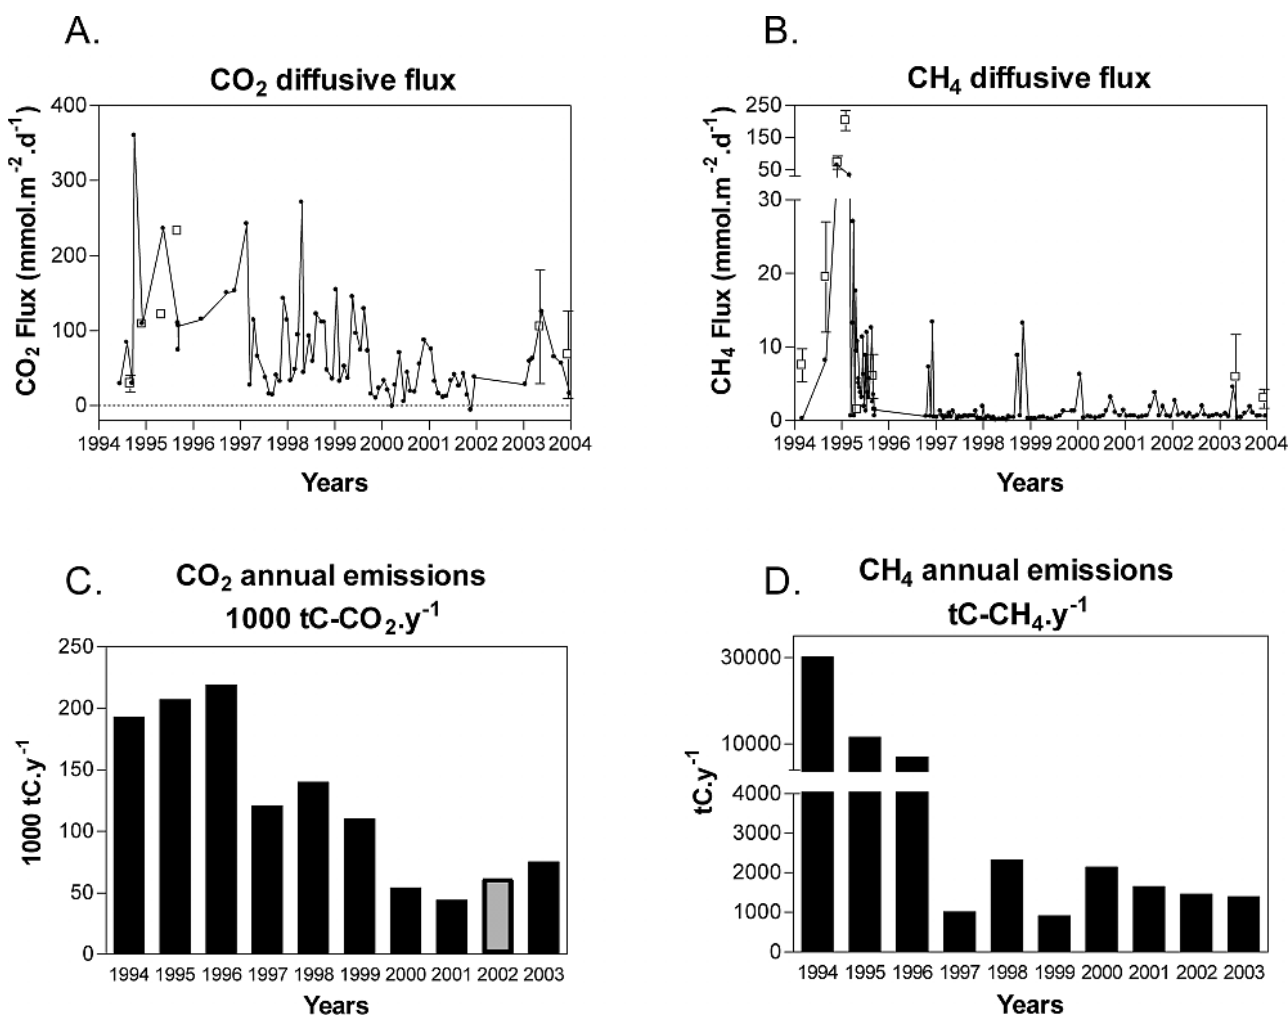 A.
CO₂ diffusive flux
CO₂ Flux (mmol.m⁻².d⁻¹)
400
300
200
100
0
1994 1995 1996 1997 1998 1999 2000 2001 2002 2003 2004
Years
B.
CH₄ diffusive flux
CH₄ Flux (mmol.m⁻².d⁻¹)
250
150
50
30
20
10
0
1994 1995 1996 1997 1998 1999 2000 2001 2002 2003 2004
Years
C.
CO₂ annual emissions
1000 tC-CO₂.y⁻¹
1000 tC.y⁻¹
250
200
150
100
50
0
1994 1995 1996 1997 1998 1999 2000 2001 2002 2003
Years
D.
CH₄ annual emissions
tC-CH₄.y⁻¹
tC.y⁻¹
30000
10000
4000
3000
2000
1000
0
1994 1995 1996 1997 1998 1999 2000 2001 2002 2003
Years